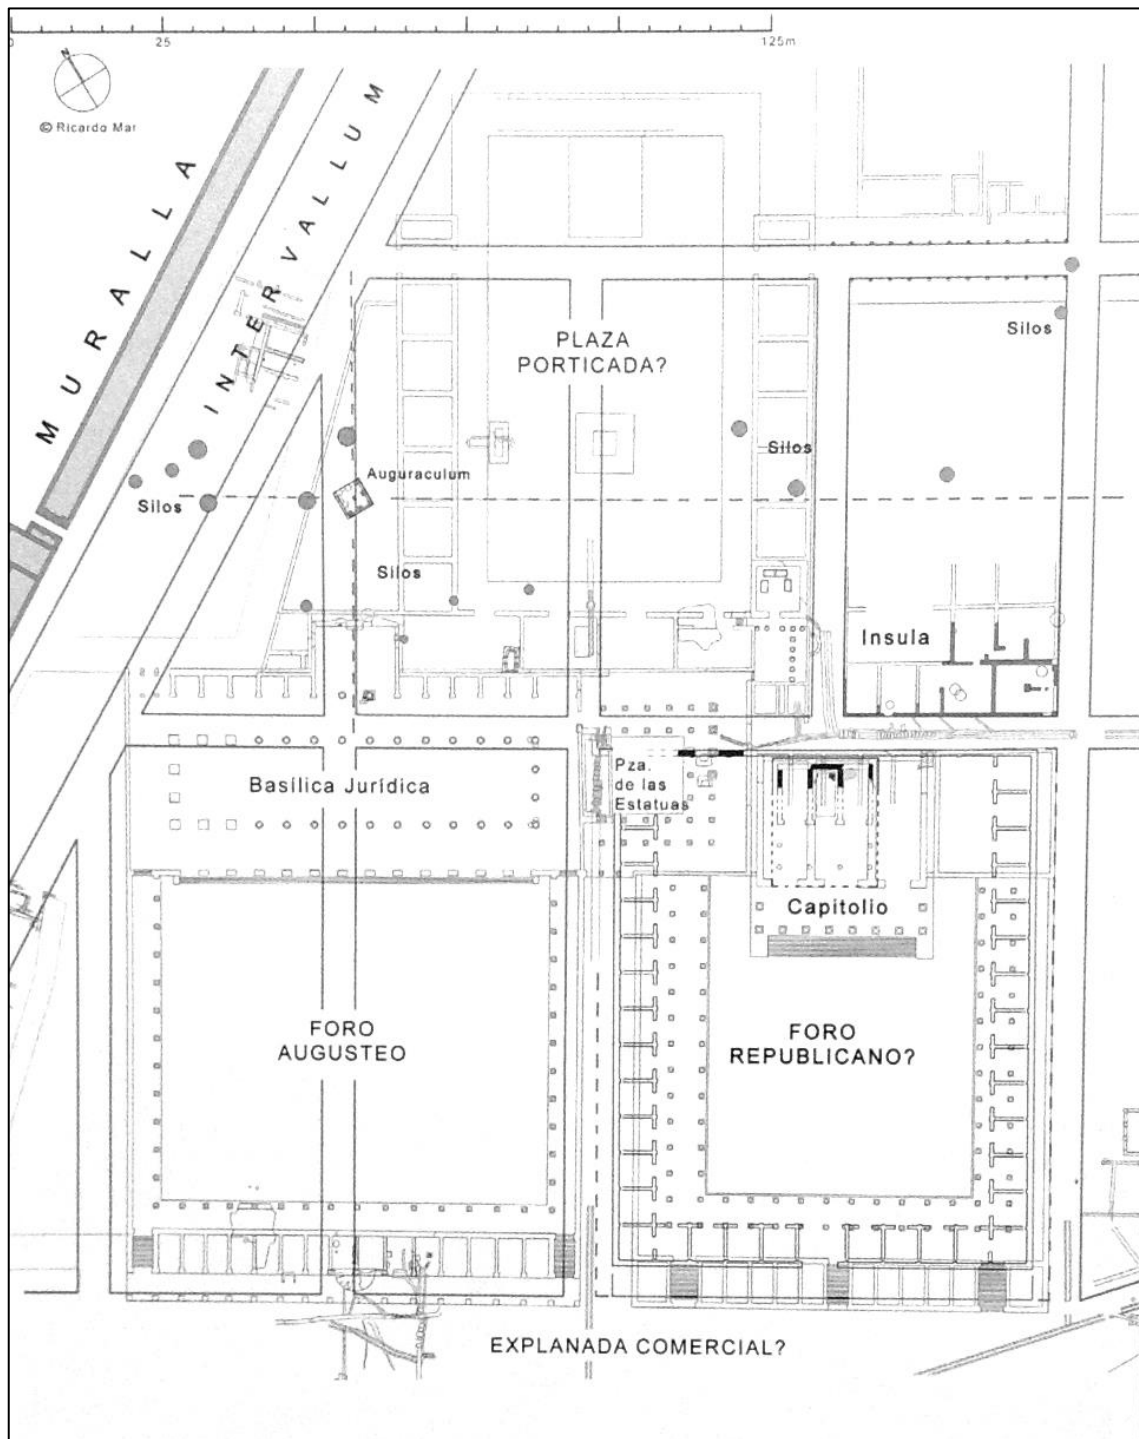 0 25 125m
N
© Ricardo Mar
MURALLA
INTERVALLUM
PLAZA
PORTICADA?
Silos
Silos
Auguraculum
Silos
Silos
Insula
Pza.
de las
Estatuas
Basílica Jurídica
Capitolio
FORO
AUGUSTEO
FORO
REPUBLICANO?
EXPLANADA COMERCIAL?